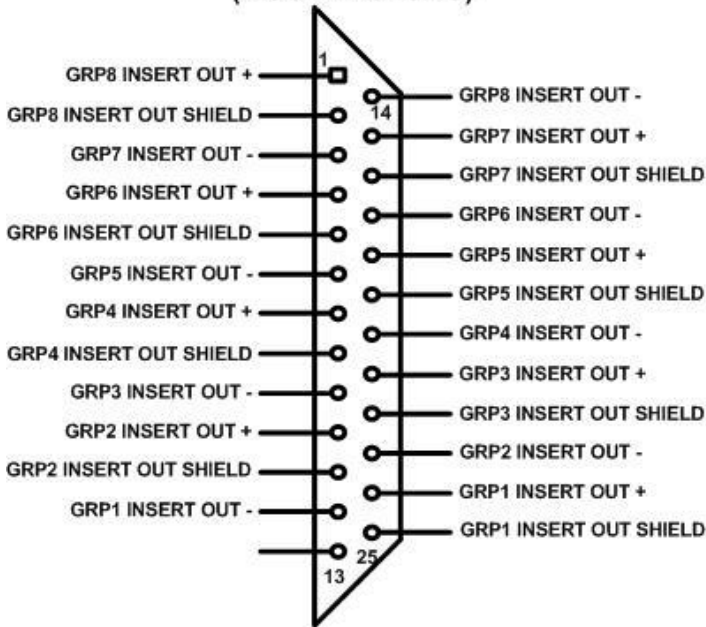 1
GRP8 INSERT OUT +
GRP8 INSERT OUT SHIELD
GRP7 INSERT OUT -
GRP6 INSERT OUT +
GRP6 INSERT OUT SHIELD
GRP5 INSERT OUT -
GRP4 INSERT OUT +
GRP4 INSERT OUT SHIELD
GRP3 INSERT OUT -
GRP2 INSERT OUT +
GRP2 INSERT OUT SHIELD
GRP1 INSERT OUT -
13
14
GRP8 INSERT OUT -
GRP7 INSERT OUT +
GRP7 INSERT OUT SHIELD
GRP6 INSERT OUT -
GRP5 INSERT OUT +
GRP5 INSERT OUT SHIELD
GRP4 INSERT OUT -
GRP3 INSERT OUT +
GRP3 INSERT OUT SHIELD
GRP2 INSERT OUT -
GRP1 INSERT OUT +
GRP1 INSERT OUT SHIELD
25